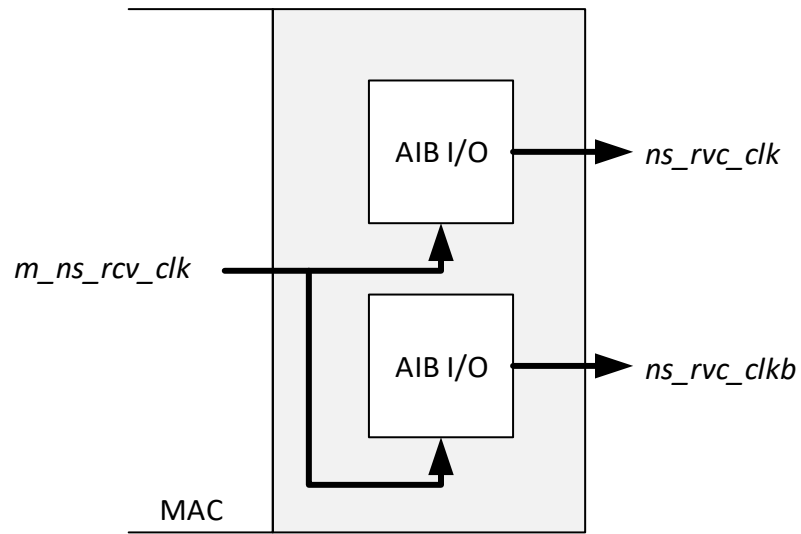 AIB I/O
ns_rvc_clk
m_ns_rcv_clk
AIB I/O
ns_rvc_clkb
MAC